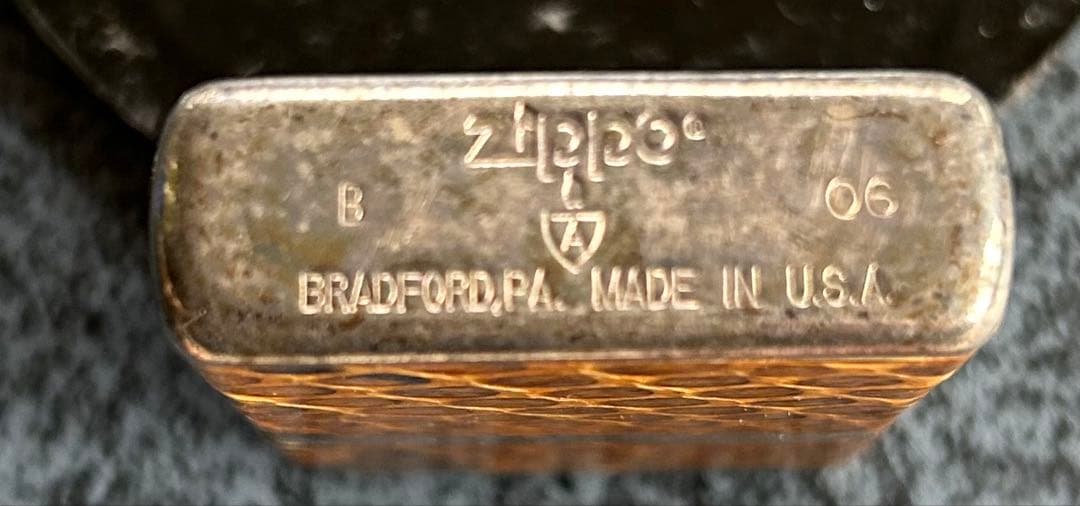 Zippo®
B 06
A
BRADFORD,PA. MADE IN U.S.A.